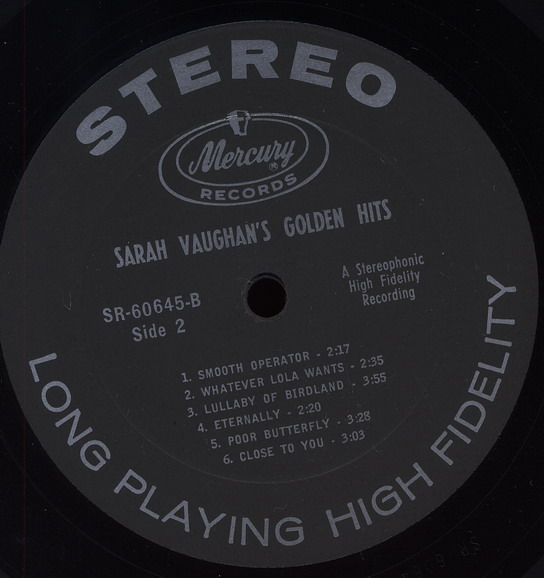 STEREO
Mercury
®
RECORDS
SARAH VAUGHAN'S GOLDEN HITS
SR-60645-B
Side 2
A Stereophonic
High Fidelity
Recording
1. SMOOTH OPERATOR - 2:17
2. WHATEVER LOLA WANTS - 2:35
3. LULLABY OF BIRDLAND - 3:55
4. ETERNALLY - 2:20
5. POOR BUTTERFLY - 3:28
6. CLOSE TO YOU - 3:03
LONG PLAYING HIGH FIDELITY